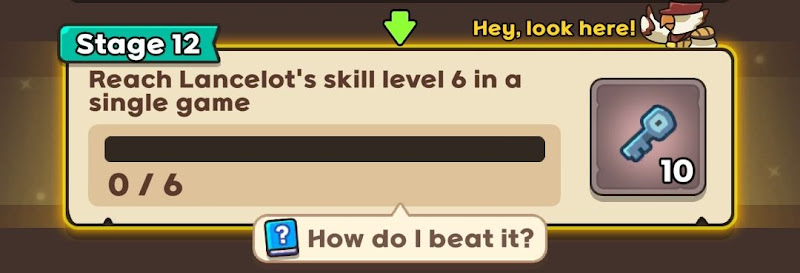 Hey, look here!
Stage 12
Reach Lancelot's skill level 6 in a
single game
0 / 6
10
?
How do I beat it?